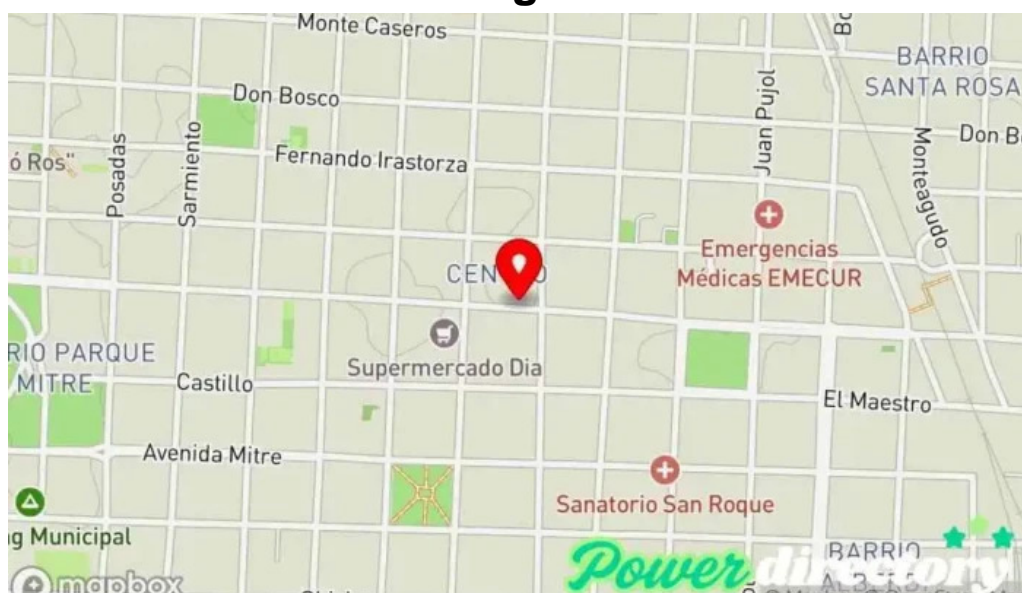 Monte Caseros
BARRIO
SANTA ROSA
Don Bosco
Juan Pujol
Don B
ó Ros"
Posadas
Sarmiento
Fernando Irastorza
Monteagudo
Emergencias
Médicas EMECUR
CEN O
RIO PARQUE
MITRE
Supermercado Dia
Castillo
El Maestro
Avenida Mitre
Sanatorio San Roque
g Municipal
Power directory
BARRIO
mapbox